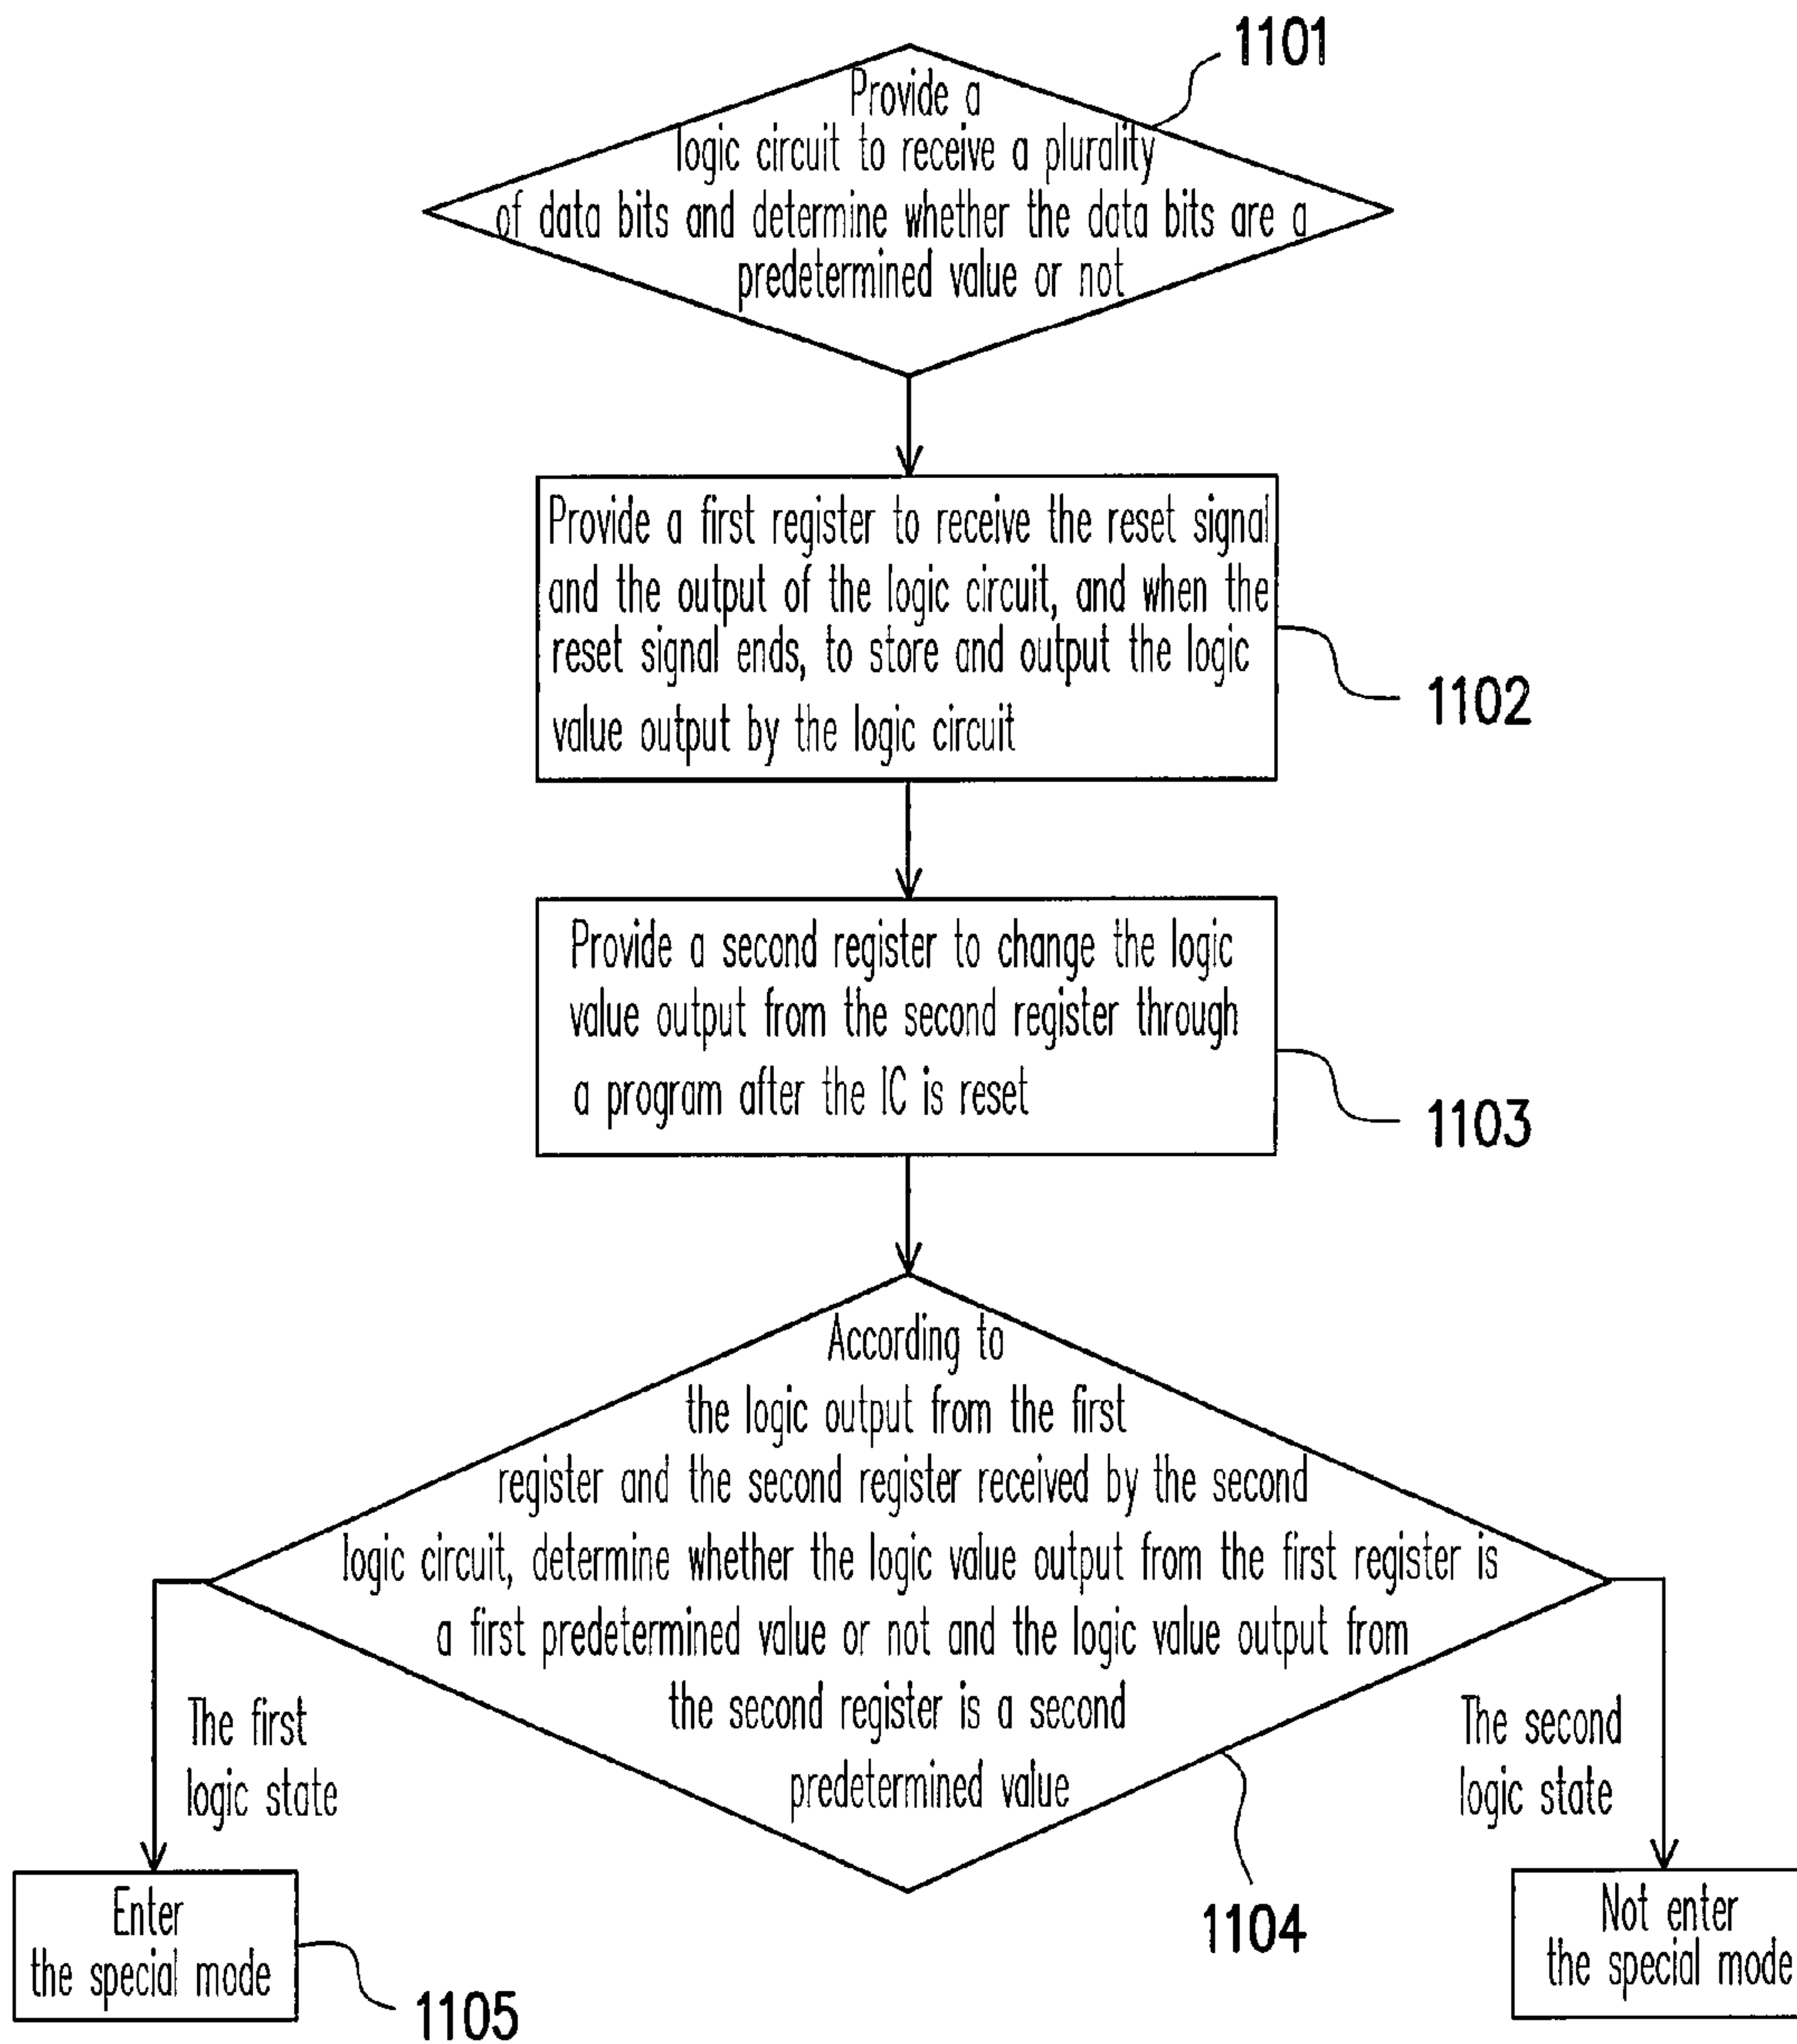 1101
Provide a
logic circuit to receive a plurality
of data bits and determine whether the data bits are a
predetermined value or not
Provide a first register to receive the reset signal
and the output of the logic circuit, and when the
reset signal ends, to store and output the logic
value output by the logic circuit
1102
Provide a second register to change the logic
value output from the second register through
a program after the IC is reset
1103
According to
the logic output from the first
register and the second register received by the second
logic circuit, determine whether the logic value output from the first register is
a first predetermined value or not and the logic value output from
the second register is a second
predetermined value
1104
The first
logic state
The second
logic state
Enter
the special mode
1105
Not enter
the special mode